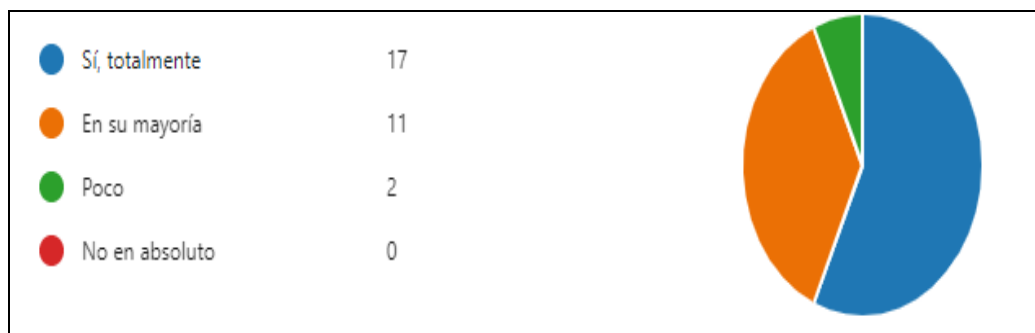 Sí, totalmente 17
En su mayoría 11
Poco 2
No en absoluto 0